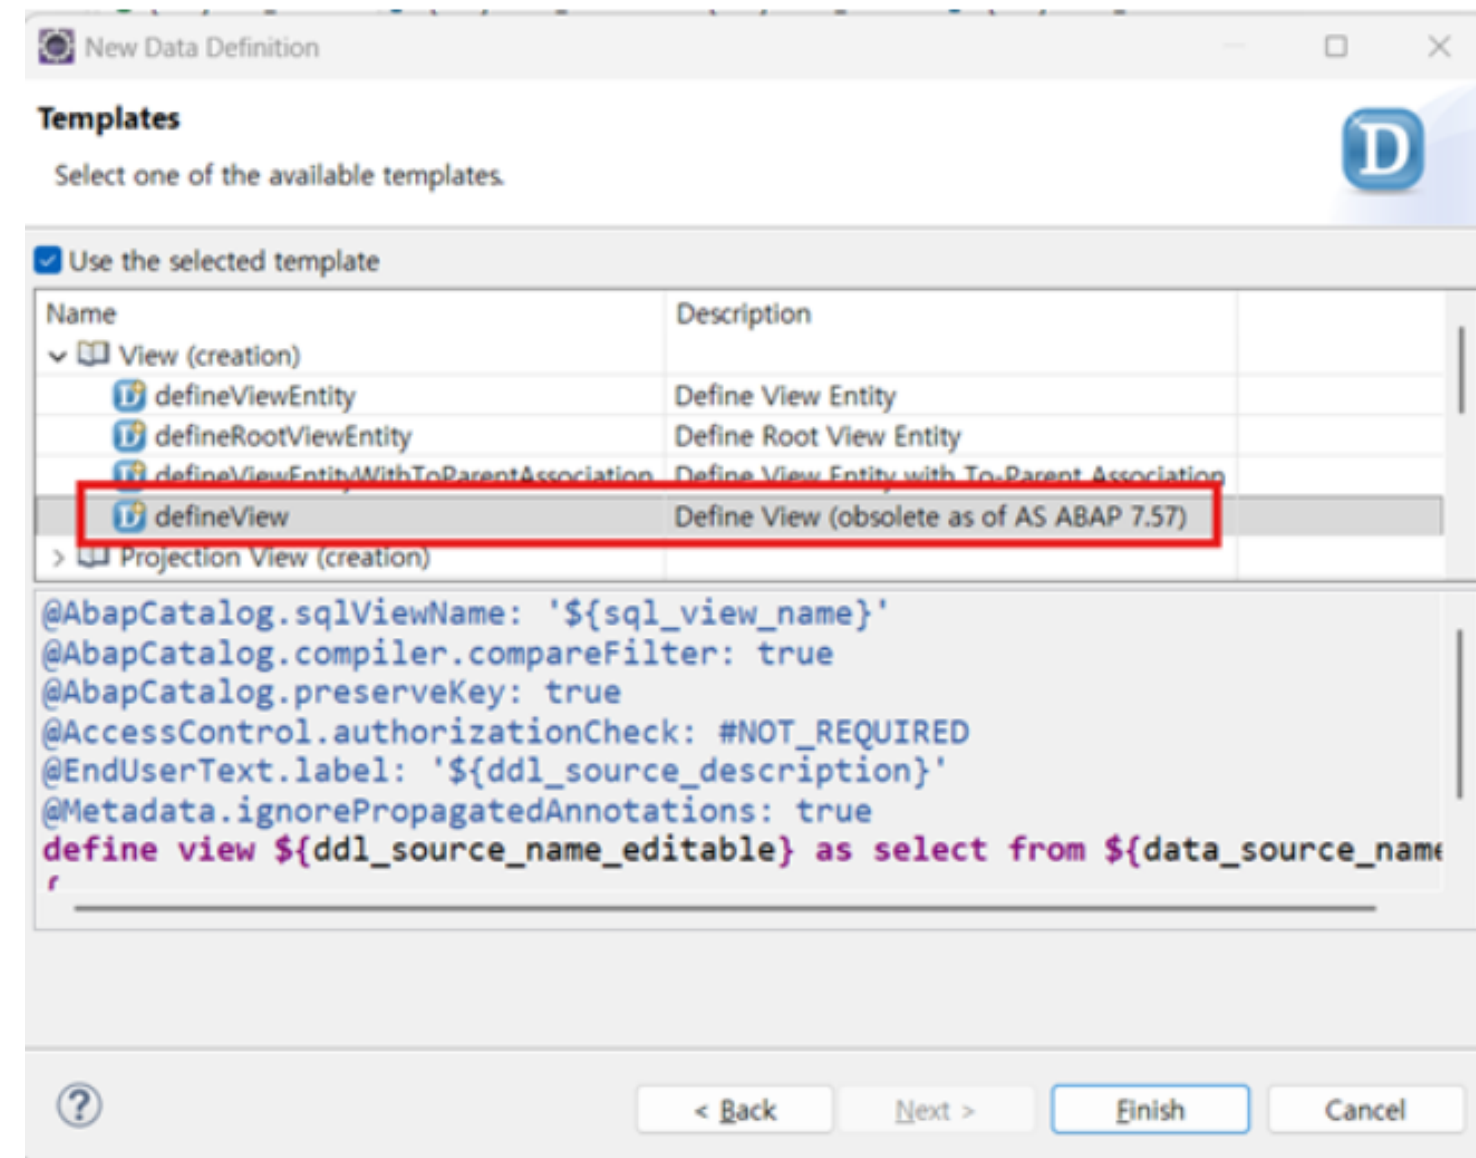 New Data Definition
Templates
Select one of the available templates.
Use the selected template
Name Description
View (creation)
defineViewEntity Define View Entity
defineRootViewEntity Define Root View Entity
defineViewEntityWithToParentAssociation Define View Entity with To-Parent Association
defineView Define View (obsolete as of AS ABAP 7.57)
Projection View (creation)
@AbapCatalog.sqlViewName: '${sql_view_name}'
@AbapCatalog.compiler.compareFilter: true
@AbapCatalog.preserveKey: true
@AccessControl.authorizationCheck: #NOT_REQUIRED
@EndUserText.label: '${ddl_source_description}'
@Metadata.ignorePropagatedAnnotations: true
define view ${ddl_source_name_editable} as select from ${data_source_name
< Back Next > Finish Cancel